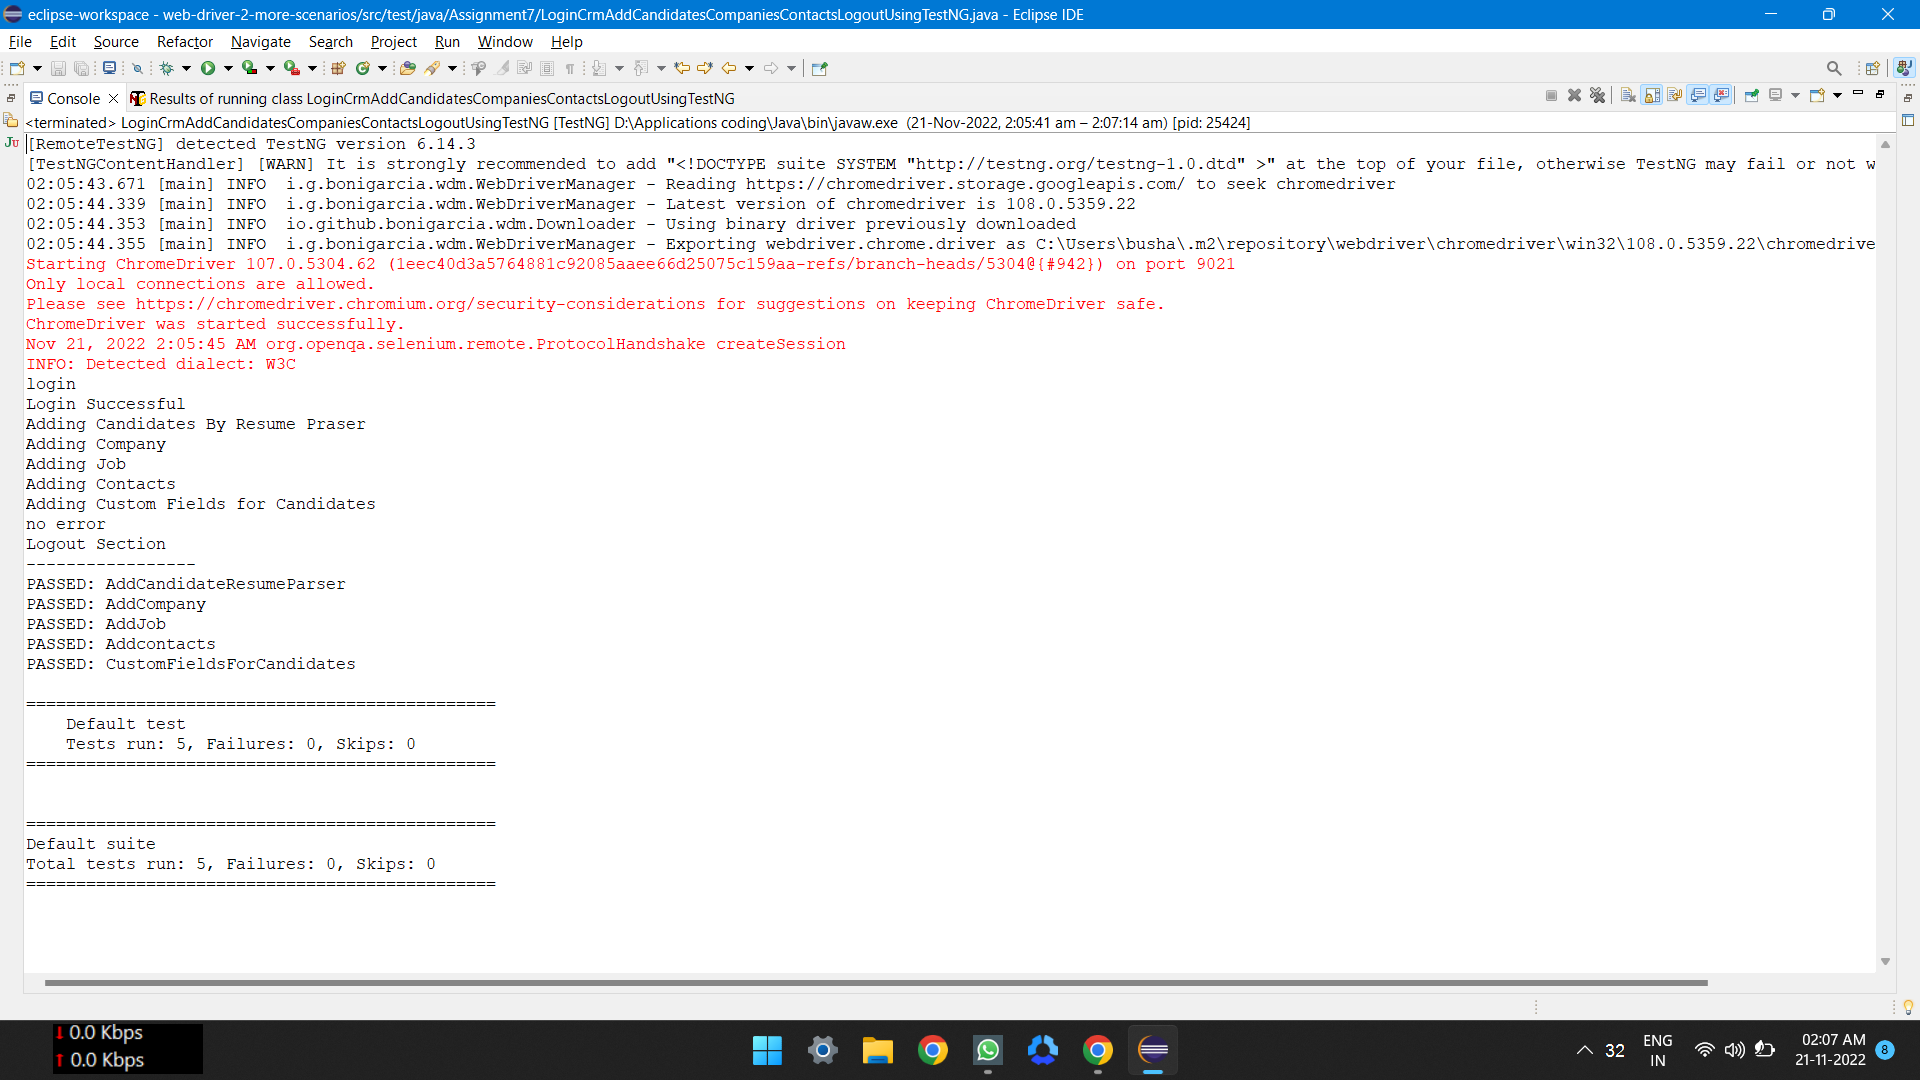 eclipse-workspace - web-driver-2-more-scenarios/src/test/java/Assignment7/LoginCrmAddCandidatesCompaniesContactsLogoutUsingTestNG.java - Eclipse IDE
File Edit Source Refactor Navigate Search Project Run Window Help
Console Results of running class LoginCrmAddCandidatesCompaniesContactsLogoutUsingTestNG
<terminated> LoginCrmAddCandidatesCompaniesContactsLogoutUsingTestNG [TestNG] D:\Applications coding\Java\bin\javaw.exe (21-Nov-2022, 2:05:41 am – 2:07:14 am) [pid: 25424]
[RemoteTestNG] detected TestNG version 6.14.3
[TestNGContentHandler] [WARN] It is strongly recommended to add "<!DOCTYPE suite SYSTEM "http://testng.org/testng-1.0.dtd" >" at the top of your file, otherwise TestNG may fail or not w
02:05:43.671 [main] INFO  i.g.bonigarcia.wdm.WebDriverManager - Reading https://chromedriver.storage.googleapis.com/ to seek chromedriver
02:05:44.339 [main] INFO  i.g.bonigarcia.wdm.WebDriverManager - Latest version of chromedriver is 108.0.5359.22
02:05:44.353 [main] INFO  io.github.bonigarcia.wdm.Downloader - Using binary driver previously downloaded
02:05:44.355 [main] INFO  i.g.bonigarcia.wdm.WebDriverManager - Exporting webdriver.chrome.driver as C:\Users\busha\.m2\repository\webdriver\chromedriver\win32\108.0.5359.22\chromedrive
Starting ChromeDriver 107.0.5304.62 (1eec40d3a5764881c92085aaee66d25075c159aa-refs/branch-heads/5304@{#942}) on port 9021
Only local connections are allowed.
Please see https://chromedriver.chromium.org/security-considerations for suggestions on keeping ChromeDriver safe.
ChromeDriver was started successfully.
Nov 21, 2022 2:05:45 AM org.openqa.selenium.remote.ProtocolHandshake createSession
INFO: Detected dialect: W3C
login
Login Successful
Adding Candidates By Resume Praser
Adding Company
Adding Job
Adding Contacts
Adding Custom Fields for Candidates
no error
Logout Section
-----------------
PASSED: AddCandidateResumeParser
PASSED: AddCompany
PASSED: AddJob
PASSED: Addcontacts
PASSED: CustomFieldsForCandidates
===============================================
Default test
Tests run: 5, Failures: 0, Skips: 0
===============================================
===============================================
Default suite
Total tests run: 5, Failures: 0, Skips: 0
===============================================
0.0 Kbps
0.0 Kbps
32
ENG
IN
02:07 AM
21-11-2022
8